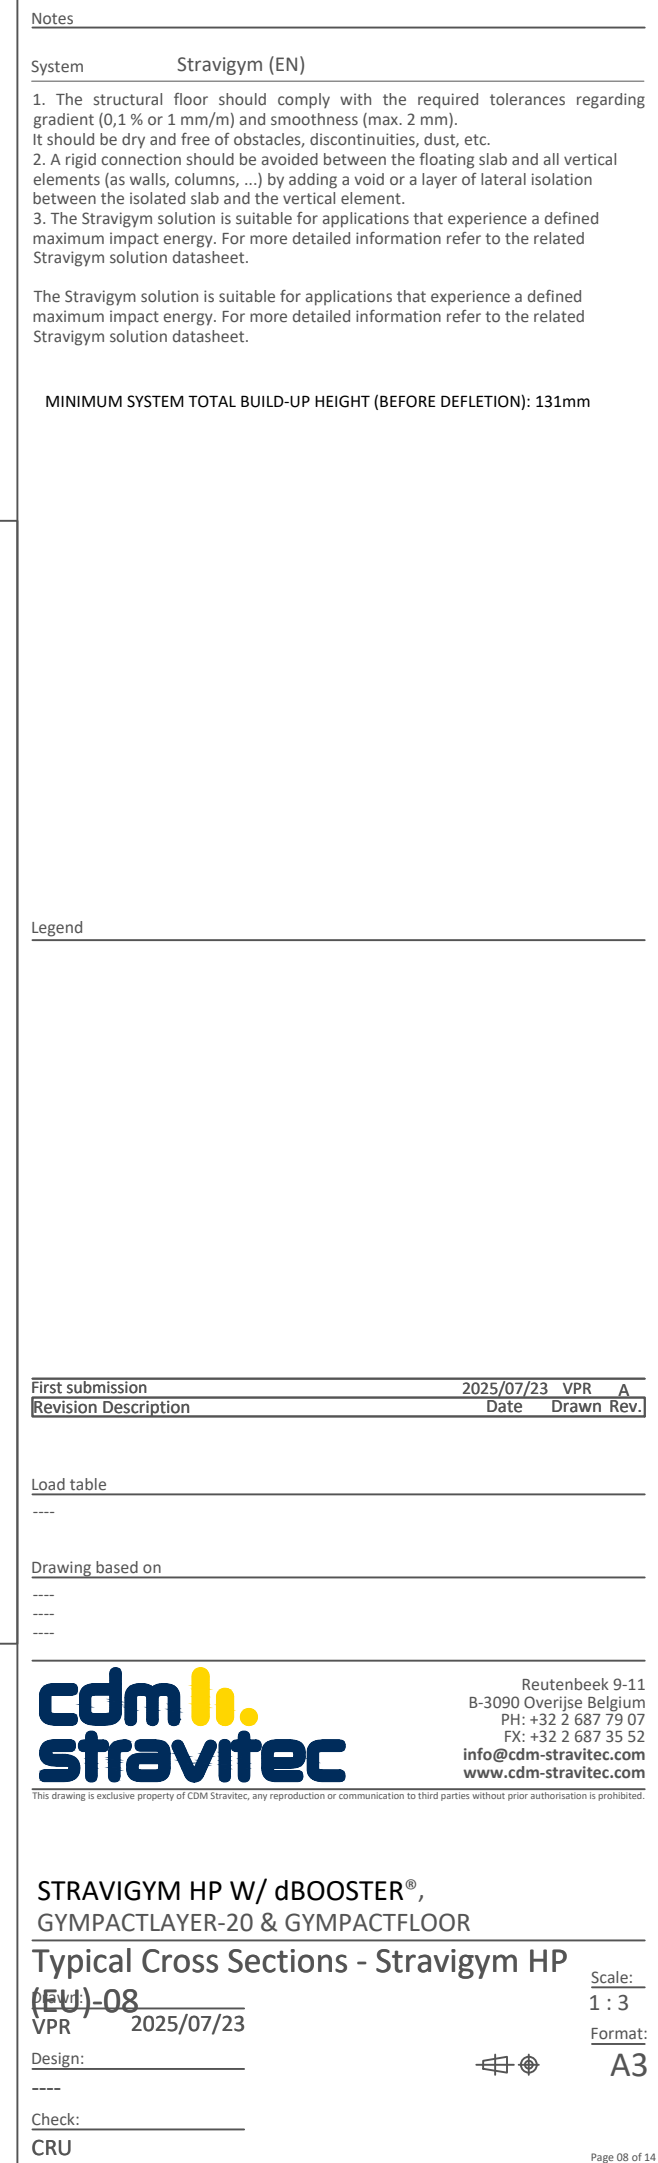 Notes
System Stravigym (EN)
1. The structural floor should comply with the required tolerances regarding
gradient (0,1 % or 1 mm/m) and smoothness (max. 2 mm).
It should be dry and free of obstacles, discontinuities, dust, etc.
2. A rigid connection should be avoided between the floating slab and all vertical
elements (as walls, columns, ...) by adding a void or a layer of lateral isolation
between the isolated slab and the vertical element.
3. The Stravigym solution is suitable for applications that experience a defined
maximum impact energy. For more detailed information refer to the related
Stravigym solution datasheet.
The Stravigym solution is suitable for applications that experience a defined
maximum impact energy. For more detailed information refer to the related
Stravigym solution datasheet.
MINIMUM SYSTEM TOTAL BUILD-UP HEIGHT (BEFORE DEFLETION): 131mm
Legend
First submission 2025/07/23 VPR A
Revision Description Date Drawn Rev.
Load table
----
Drawing based on
----
----
----
cdm
stravitec
Reutenbeek 9-11
B-3090 Overijse Belgium
PH: +32 2 687 79 07
FX: +32 2 687 35 52
info@cdm-stravitec.com
www.cdm-stravitec.com
This drawing is exclusive property of CDM Stravitec, any reproduction or communication to third parties without prior authorisation is prohibited.
STRAVIGYM HP W/ dBOOSTER®,
GYMPACTLAYER-20 & GYMPACTFLOOR
Typical Cross Sections - Stravigym HP
(EU)-08
Drawn:
VPR 2025/07/23
Scale:
1 : 3
Format:
A3
Design:
----
Check:
CRU
Page 08 of 14